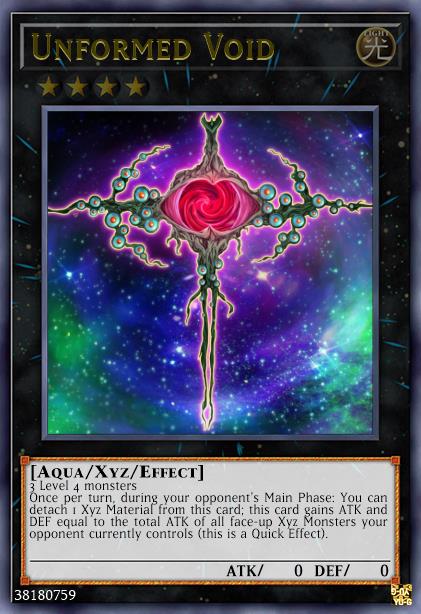 Unformed Void
LIGHT
光
[Aqua/Xyz/Effect]
3 Level 4 monsters
Once per turn, during your opponent's Main Phase: You can
detach 1 Xyz Material from this card; this card gains ATK and
DEF equal to the total ATK of all face-up Xyz Monsters your
opponent currently controls (this is a Quick Effect).
ATK/ 0 DEF/ 0
38180759